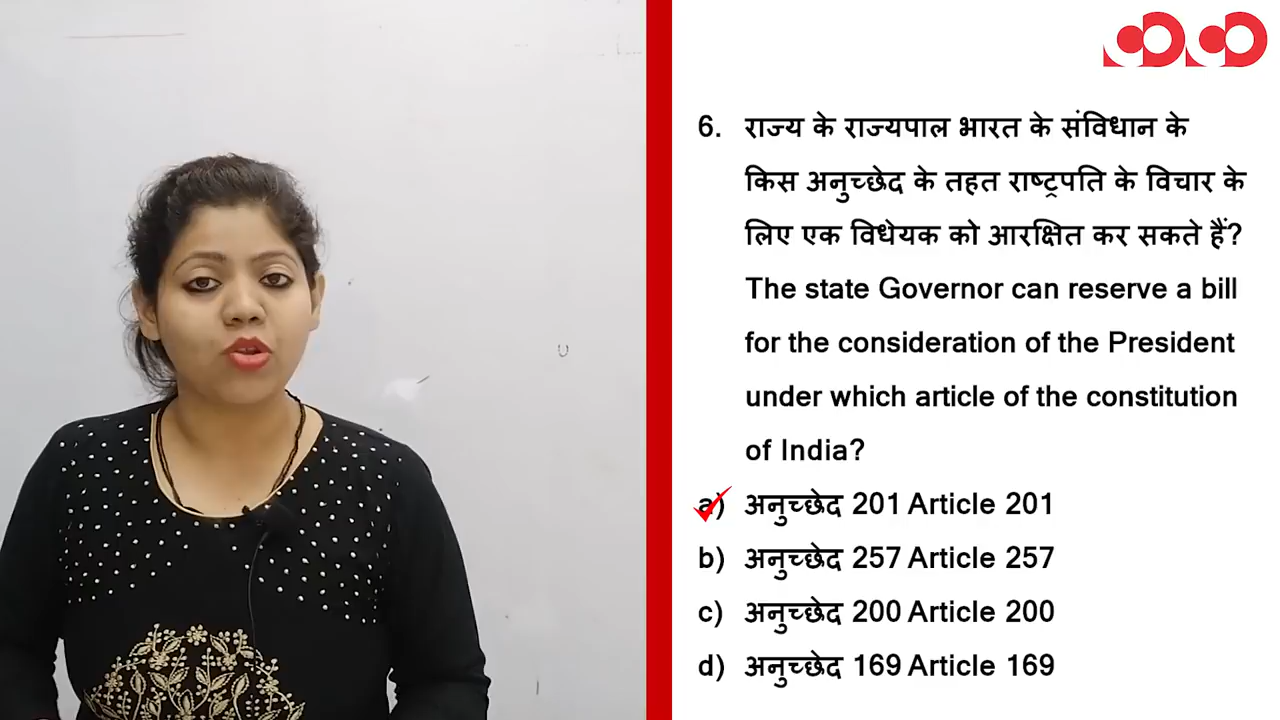 6. राज्य के राज्यपाल भारत के संविधान के
किस अनुच्छेद के तहत राष्ट्रपति के विचार के
लिए एक विधेयक को आरक्षित कर सकते हैं?
The state Governor can reserve a bill
for the consideration of the President
under which article of the constitution
of India?
a) अनुच्छेद 201 Article 201
b) अनुच्छेद 257 Article 257
c) अनुच्छेद 200 Article 200
d) अनुच्छेद 169 Article 169